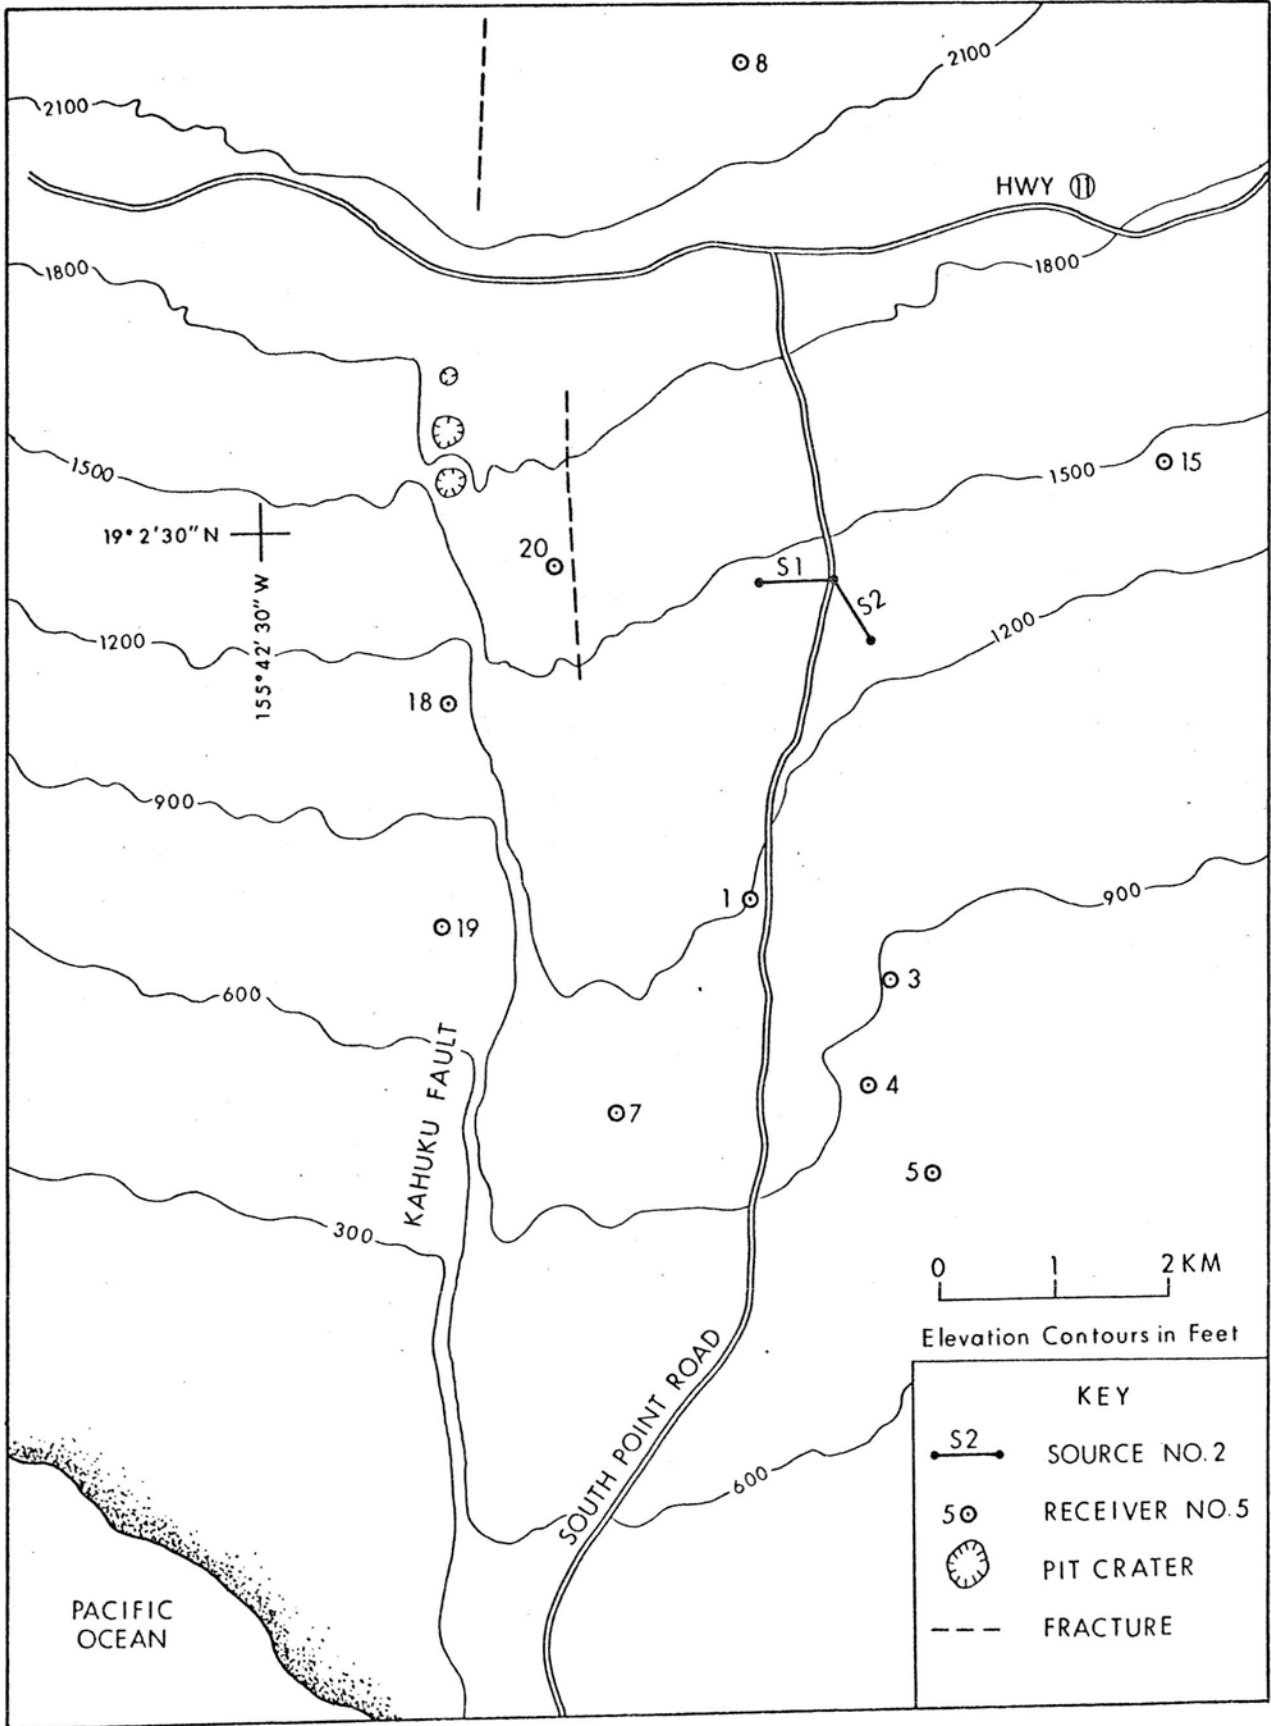 8
2100
2100
HWY 11
1800
1800
1500
1500
15
19° 2'30" N
20
S1
S2
155° 42' 30" W
1200
1200
18
900
900
1
19
3
600
KAHUKU FAULT
4
7
5
300
0 1 2 KM
Elevation Contours in Feet
SOUTH POINT ROAD
600
KEY
S2 SOURCE NO.2
5 RECEIVER NO.5
PIT CRATER
FRACTURE
PACIFIC
OCEAN